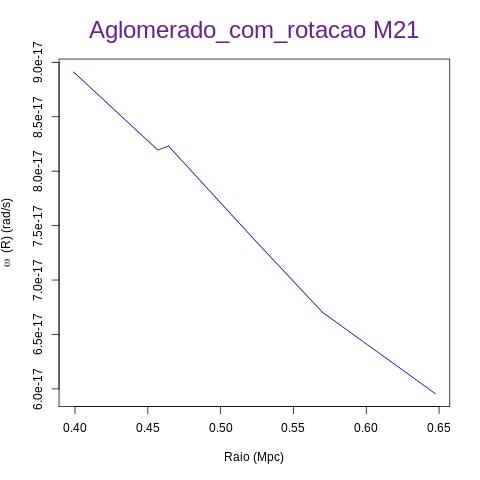 Aglomerado_com_rotacao M21
ω (R) (rad/s)
9.0e-17
8.5e-17
8.0e-17
7.5e-17
7.0e-17
6.5e-17
6.0e-17
0.40 0.45 0.50 0.55 0.60 0.65
Raio (Mpc)